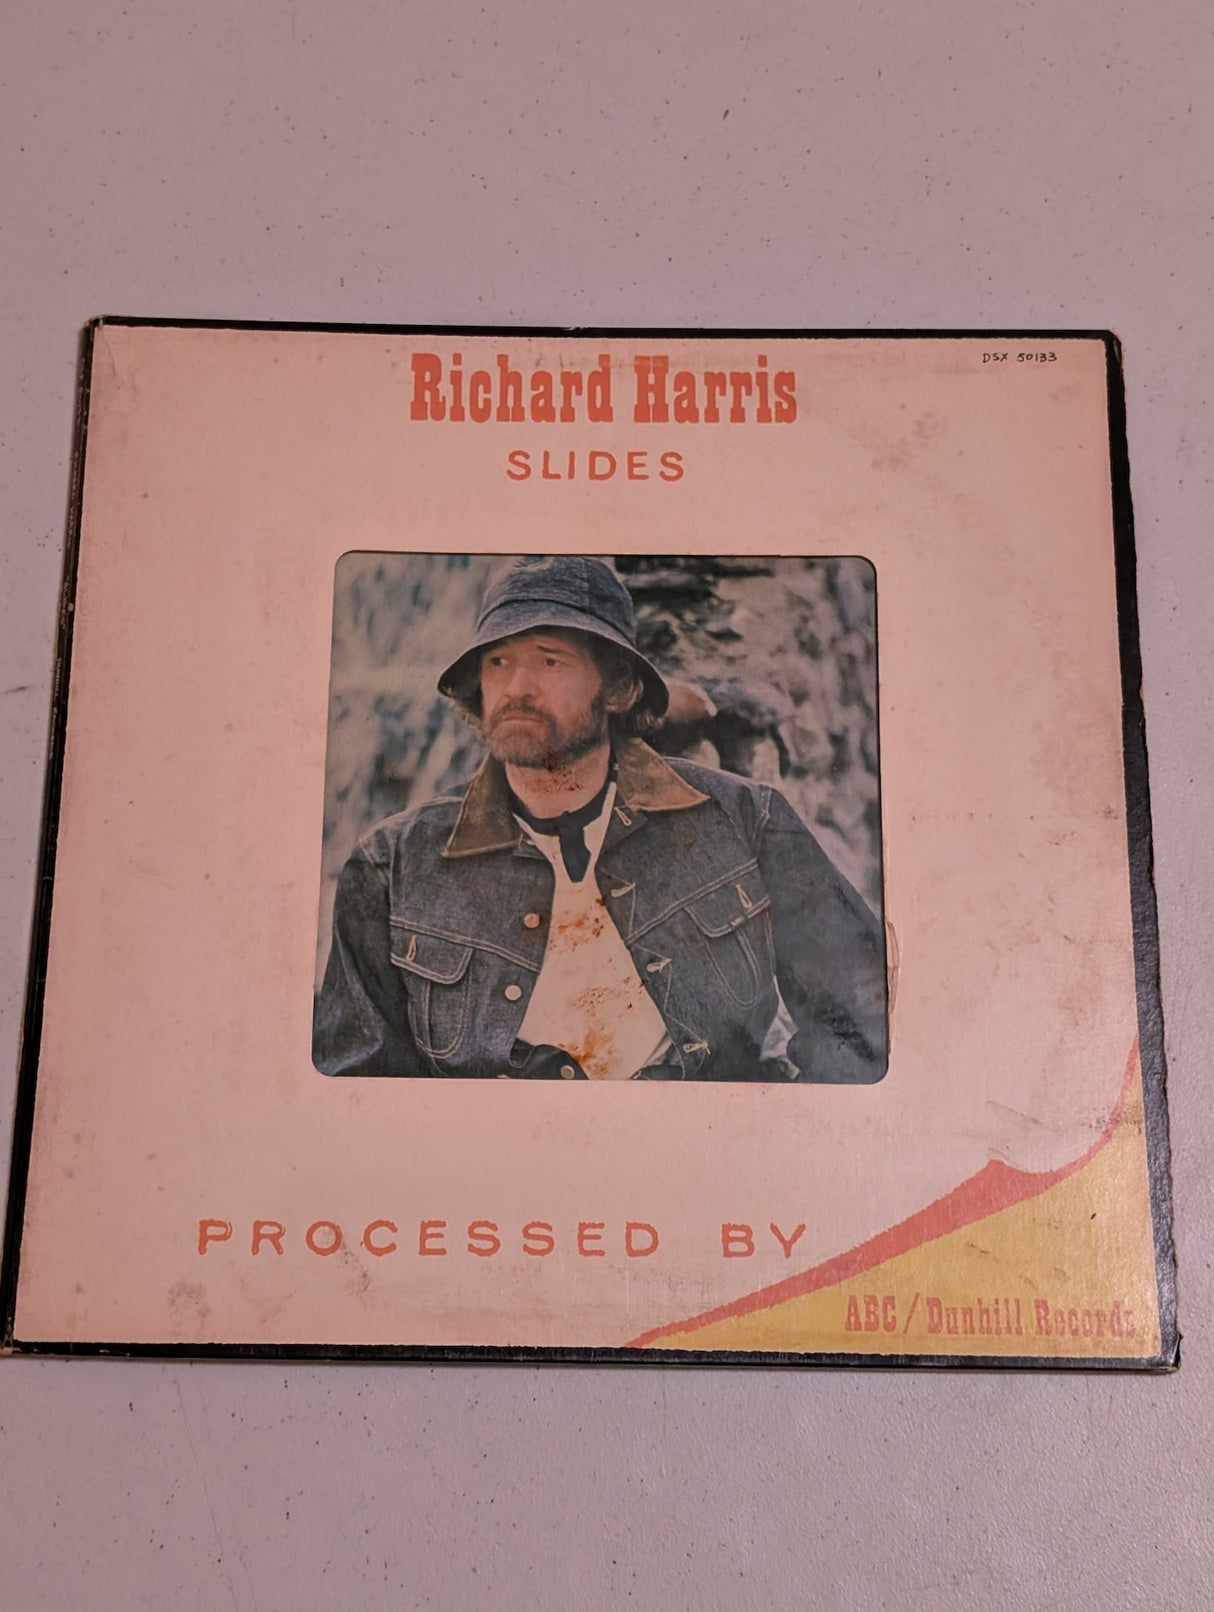 Richard Harris
DSX 50133
SLIDES
PROCESSED BY
ABC/Dunhill Records